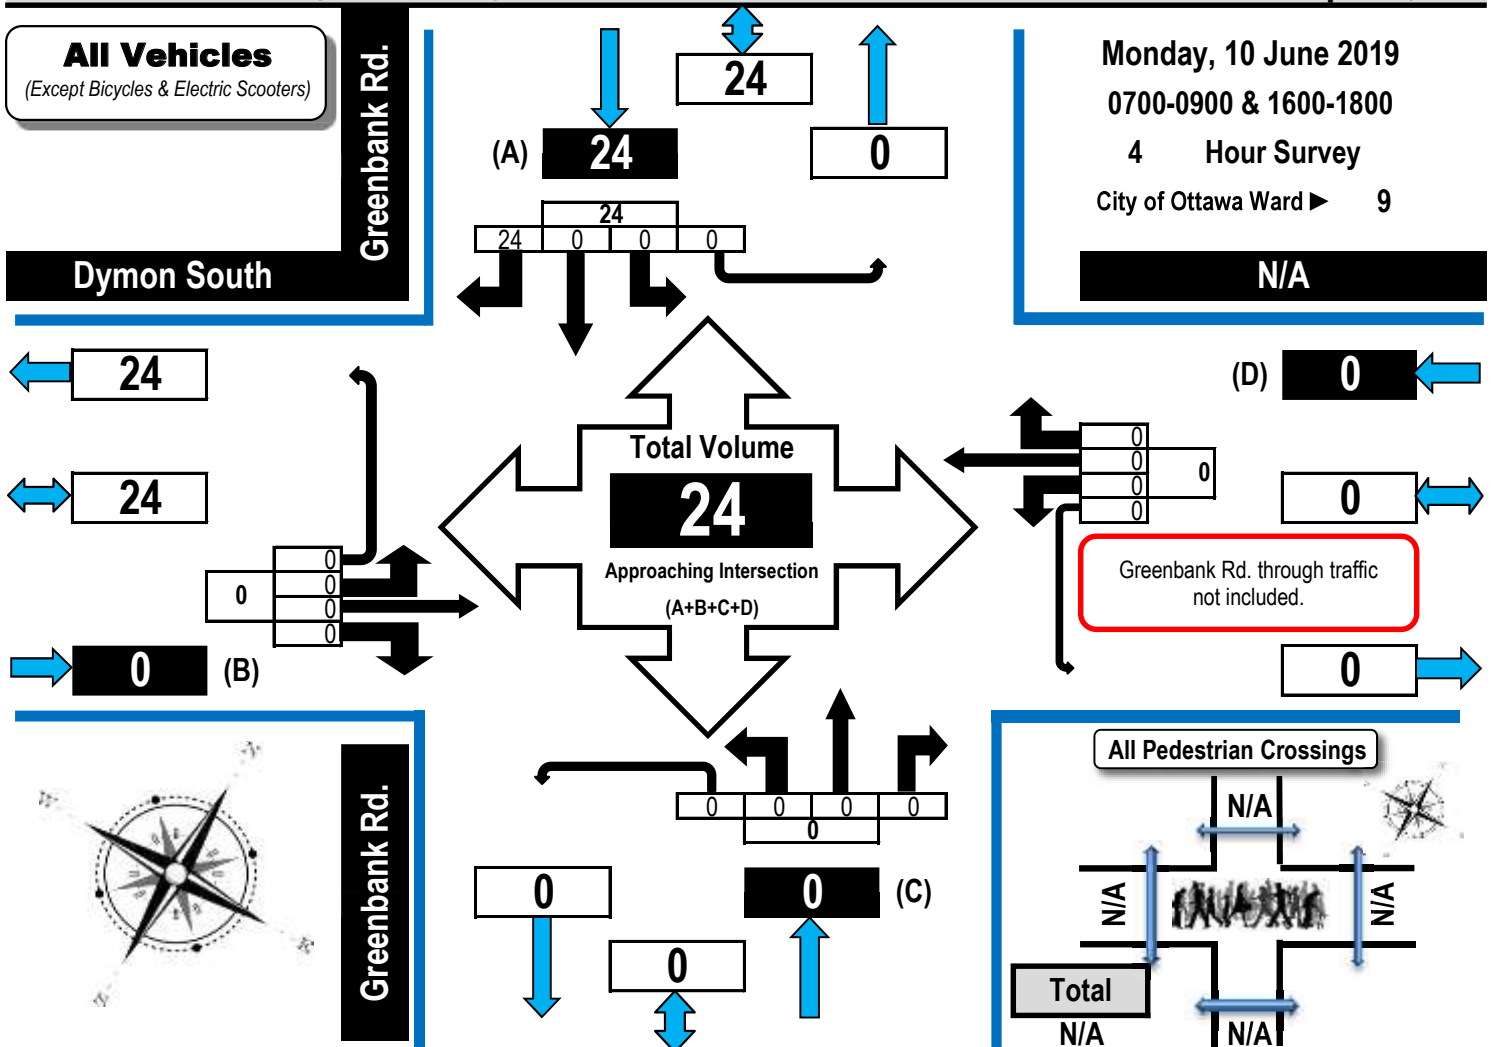 All Vehicles
(Except Bicycles & Electric Scooters)
Greenbank Rd.
Dymon South
24
0
(A) 24
24
24 0 0 0
Monday, 10 June 2019
0700-0900 & 1600-1800
4 Hour Survey
City of Ottawa Ward ► 9
N/A
24
24
0
0
0
0
0
0 (B)
Total Volume
24
Approaching Intersection
(A+B+C+D)
(D) 0
0
0
0
0
0
0
Greenbank Rd. through traffic
not included.
0
Greenbank Rd.
0 0 0 0
0
0
0 (C)
0
All Pedestrian Crossings
N/A
N/A
N/A
Total
N/A
N/A
N
W
E
S